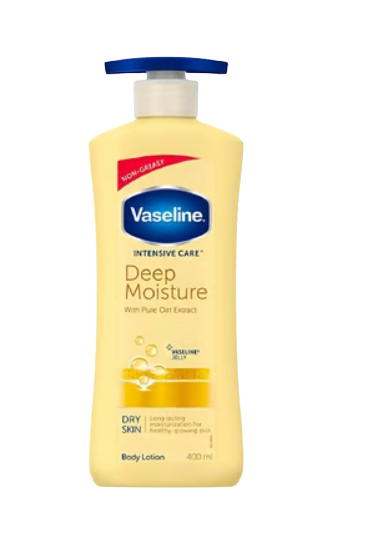 NON-GREASY
Vaseline.
INTENSIVE CARE™
Deep
Moisture
With Pure Oat Extract
VASELINE®
JELLY
DRY
SKIN
Long lasting
moisturization for
healthy, glowing skin
Body Lotion
400 ml